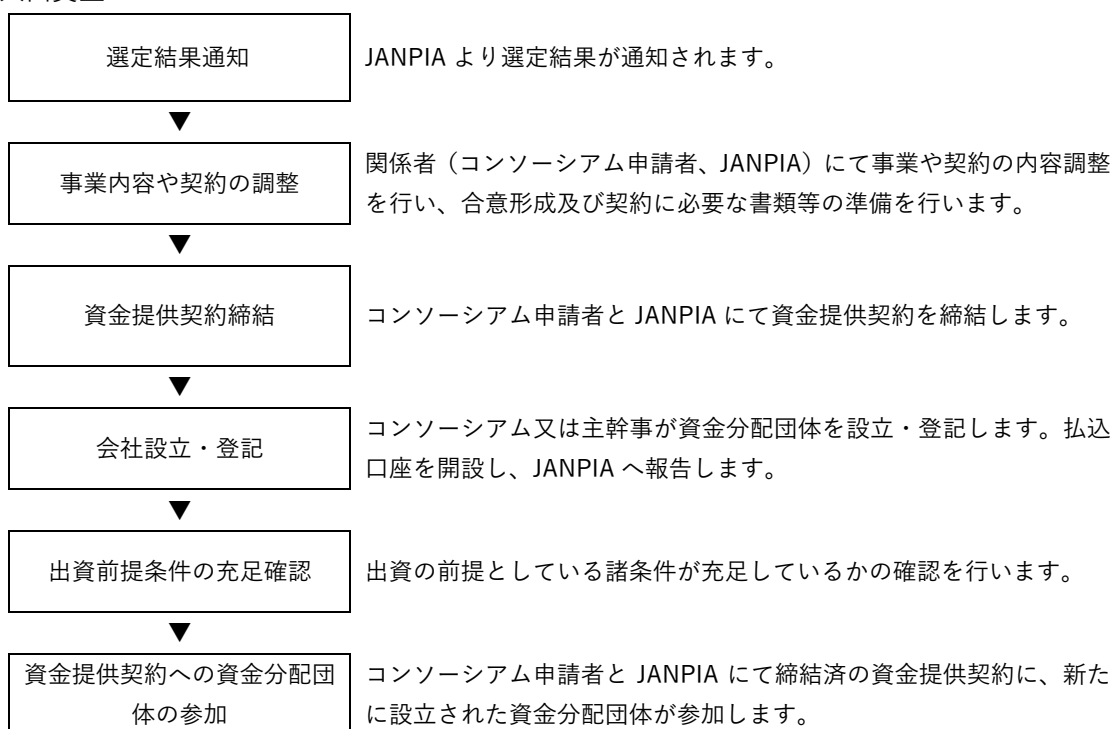 選定結果通知
JANPIA より選定結果が通知されます。
▼
事業内容や契約の調整
関係者（コンソーシアム申請者、JANPIA）にて事業や契約の内容調整
を行い、合意形成及び契約に必要な書類等の準備を行います。
▼
資金提供契約締結
コンソーシアム申請者と JANPIA にて資金提供契約を締結します。
▼
会社設立・登記
コンソーシアム又は主幹事が資金分配団体を設立・登記します。払込
口座を開設し、JANPIA へ報告します。
▼
出資前提条件の充足確認
出資の前提としている諸条件が充足しているかの確認を行います。
▼
資金提供契約への資金分配団
体の参加
コンソーシアム申請者と JANPIA にて締結済の資金提供契約に、新た
に設立された資金分配団体が参加します。